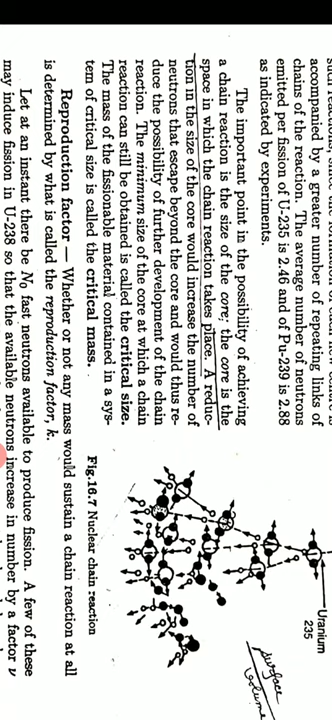 accompanied by a greater number of repeating links of
chains of the reaction. The average number of neutrons
emitted per fission of U-235 is 2.46 and of Pu-239 is 2.88
as indicated by experiments.
The important point in the possibility of achieving
a chain reaction is the size of the core; the core is the
space in which the chain reaction takes place. A reduc-
tion in the size of the core would increase the number of
neutrons that escape beyond the core and would thus re-
duce the possibility of further development of the chain
reaction. The minimum size of the core at which a chain
reaction can still be obtained is called the critical size.
The mass of the fissionable material contained in a sys-
tem of critical size is called the critical mass.
Uranium
235
Surface
Volume
Fig.16.7 Nuclear chain reaction
Reproduction factor — Whether or not any mass would sustain a chain reaction at all
is determined by what is called the reproduction factor, k.
Let at an instant there be N₀ fast neutrons available to produce fission. A few of these
may induce fission in U-238 so that the available neutrons increase in number by a factor ν